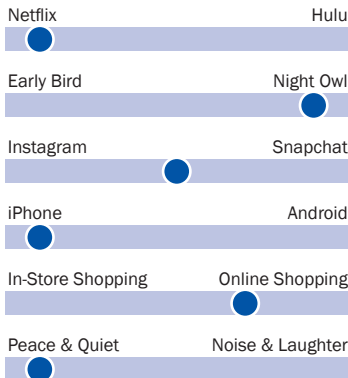 Netflix Hulu
Early Bird Night Owl
Instagram Snapchat
iPhone Android
In-Store Shopping Online Shopping
Peace & Quiet Noise & Laughter